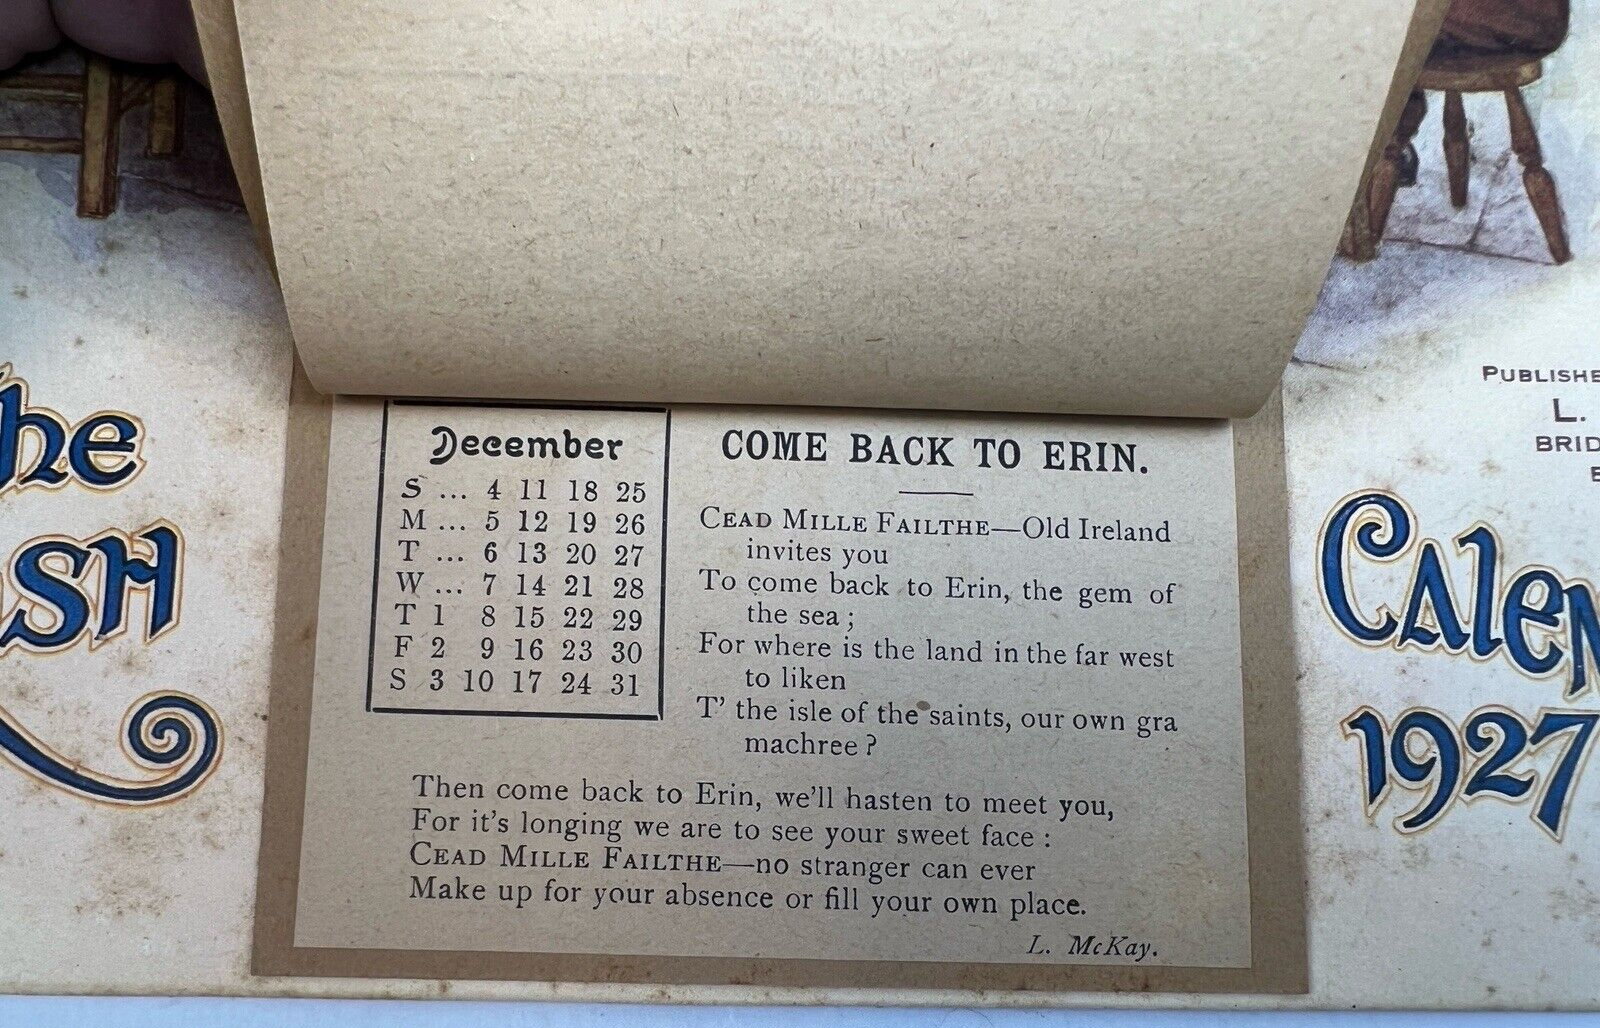 he
SH
December
S ... 4 11 18 25
M ... 5 12 19 26
T ... 6 13 20 27
W ... 7 14 21 28
T 1 8 15 22 29
F 2 9 16 23 30
S 3 10 17 24 31
COME BACK TO ERIN.
CEAD MILLE FAILTHE—Old Ireland
invites you
To come back to Erin, the gem of
the sea ;
For where is the land in the far west
to liken
T' the isle of the saints, our own gra
machree ?
Then come back to Erin, we'll hasten to meet you,
For it's longing we are to see your sweet face :
CEAD MILLE FAILTHE—no stranger can ever
Make up for your absence or fill your own place.
L. McKay.
PUBLISHE
L.
BRID
Calen
1927